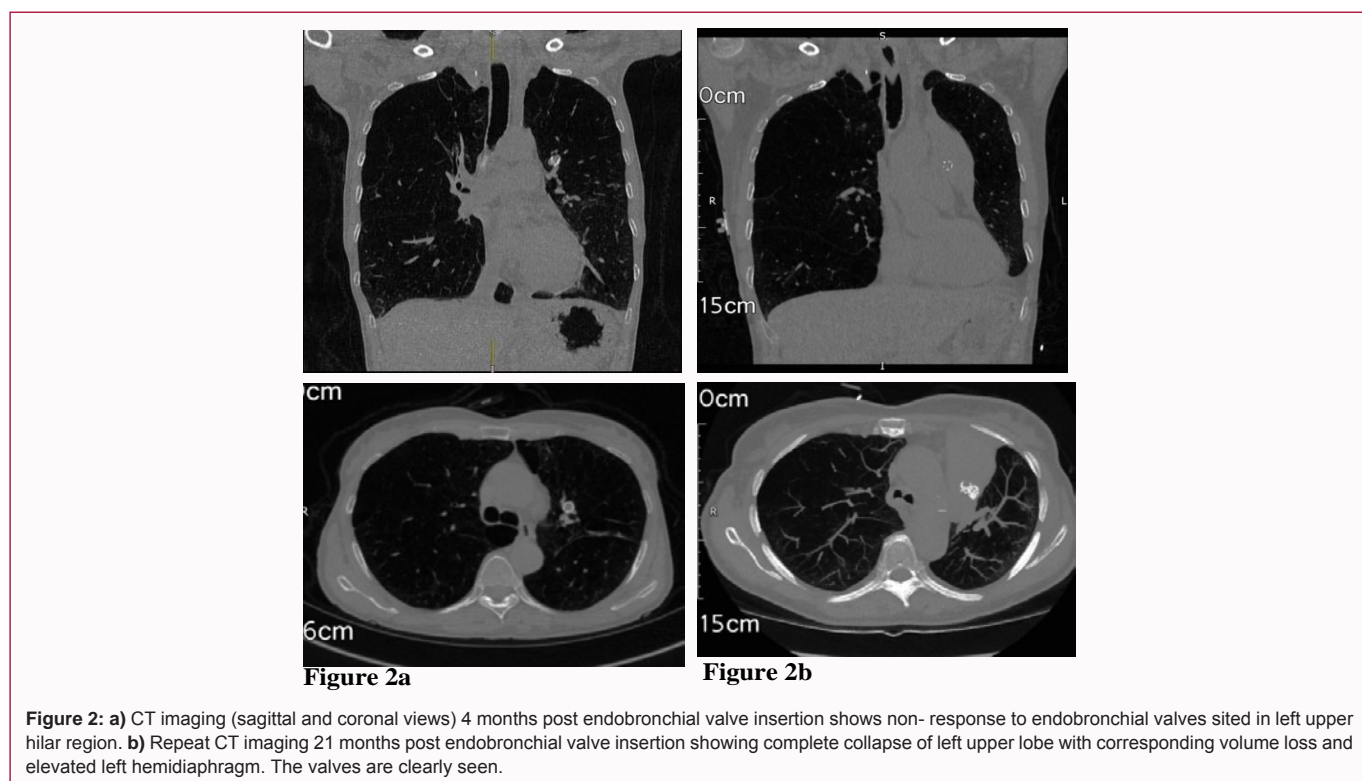 S
S
0cm
R
L
15cm
I
I
0cm
0cm
R
R
6cm
15cm
Figure 2a
Figure 2b
Figure 2: a) CT imaging (sagittal and coronal views) 4 months post endobronchial valve insertion shows non- response to endobronchial valves sited in left upper
hilar region. b) Repeat CT imaging 21 months post endobronchial valve insertion showing complete collapse of left upper lobe with corresponding volume loss and
elevated left hemidiaphragm. The valves are clearly seen.